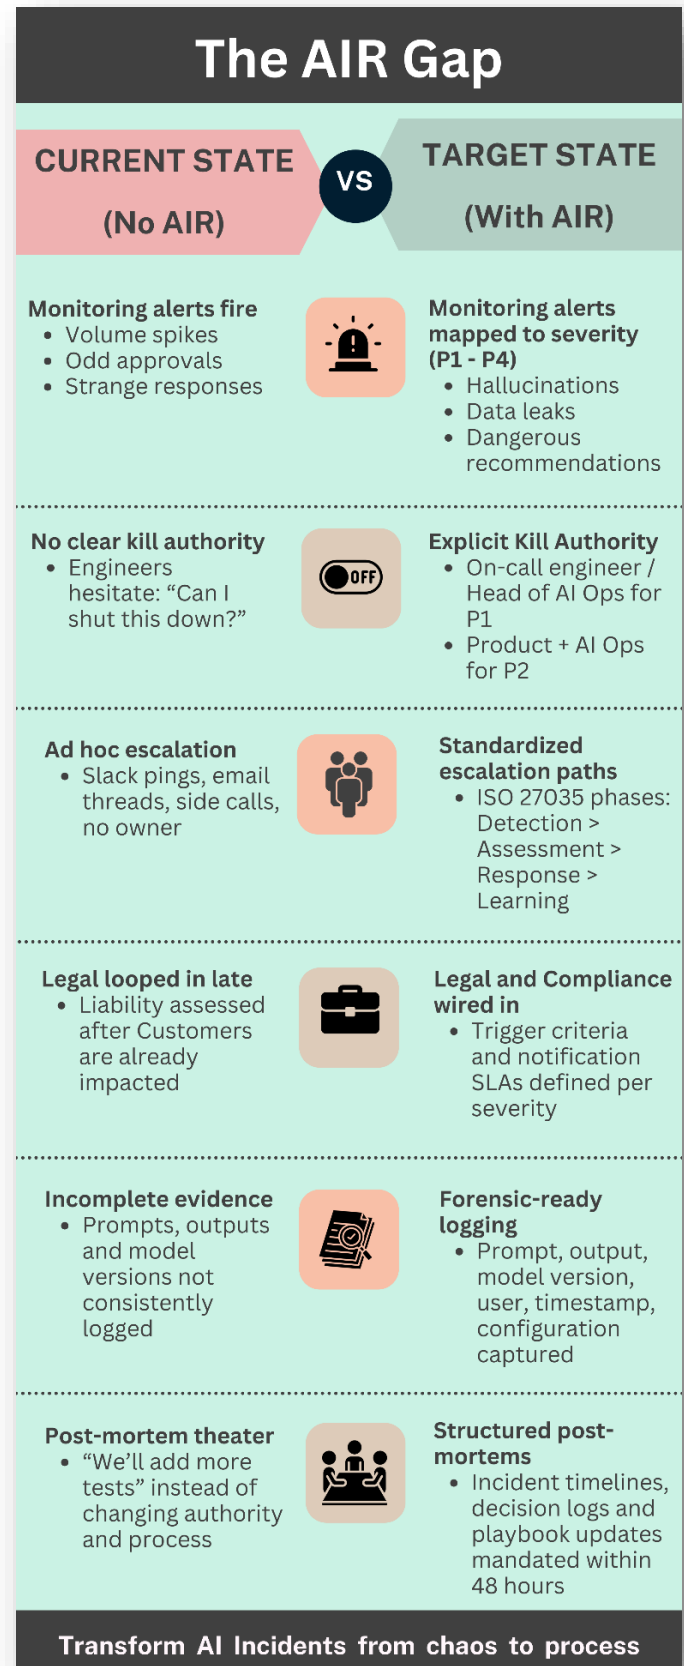 The AIR Gap
CURRENT STATE
(No AIR)
VS
TARGET STATE
(With AIR)
Monitoring alerts fire
• Volume spikes
• Odd approvals
• Strange responses
Monitoring alerts
mapped to severity
(P1 - P4)
• Hallucinations
• Data leaks
• Dangerous
recommendations
No clear kill authority
• Engineers
hesitate: “Can I
shut this down?”
OFF
Explicit Kill Authority
• On-call engineer /
Head of AI Ops for
P1
• Product + AI Ops
for P2
Ad hoc escalation
• Slack pings, email
threads, side calls,
no owner
Standardized
escalation paths
• ISO 27035 phases:
Detection >
Assessment >
Response >
Learning
Legal looped in late
• Liability assessed
after Customers
are already
impacted
Legal and Compliance
wired in
• Trigger criteria
and notification
SLAs defined per
severity
Incomplete evidence
• Prompts, outputs
and model
versions not
consistently
logged
Forensic-ready
logging
• Prompt, output,
model version,
user, timestamp,
configuration
captured
Post-mortem theater
• “We’ll add more
tests” instead of
changing authority
and process
Structured post-
mortems
• Incident timelines,
decision logs and
playbook updates
mandated within
48 hours
Transform AI Incidents from chaos to process